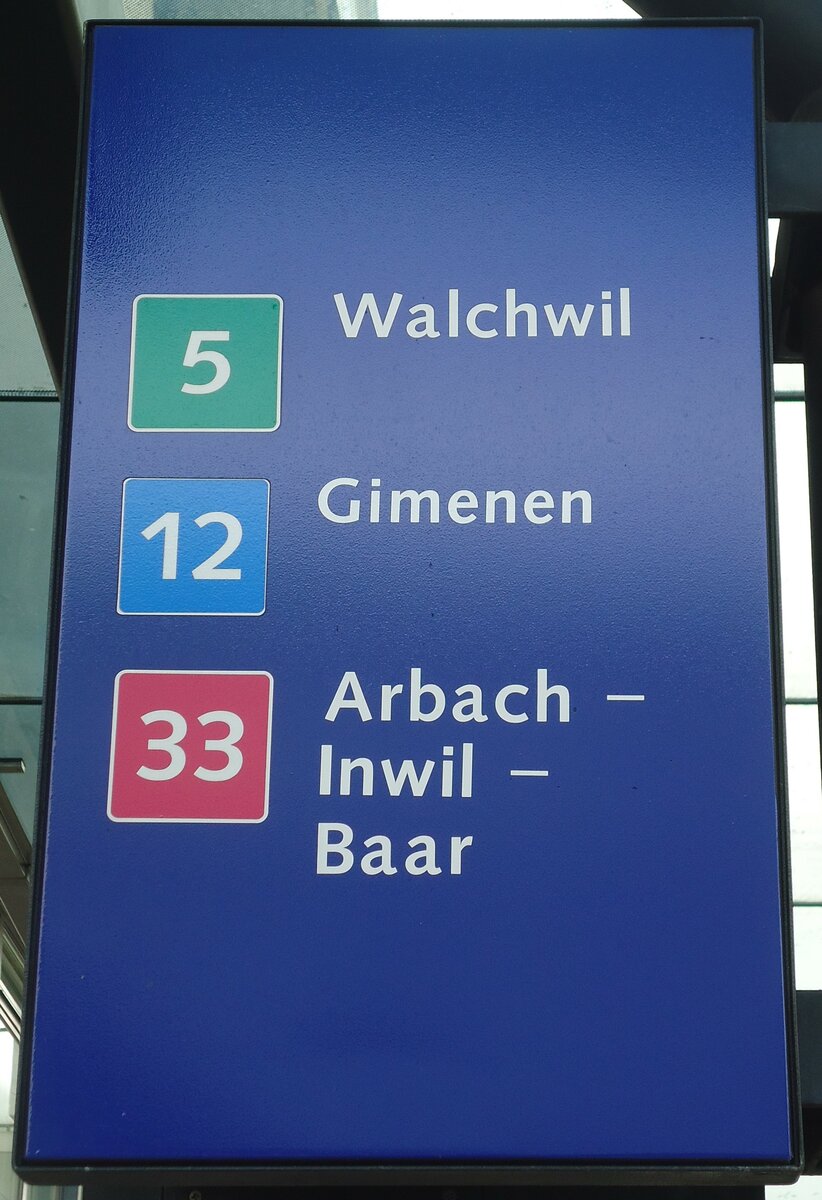 5 Walchwil
12 Gimenen
33 Arbach –
Inwil –
Baar